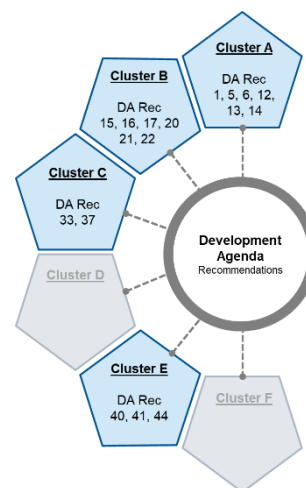 Cluster A
DA Rec
1, 5, 6, 12,
13, 14
Cluster B
DA Rec
15, 16, 17, 20
21, 22
Cluster C
DA Rec
33, 37
Development
Agenda
Recommendations
Cluster D
Cluster E
DA Rec
40, 41, 44
Cluster F